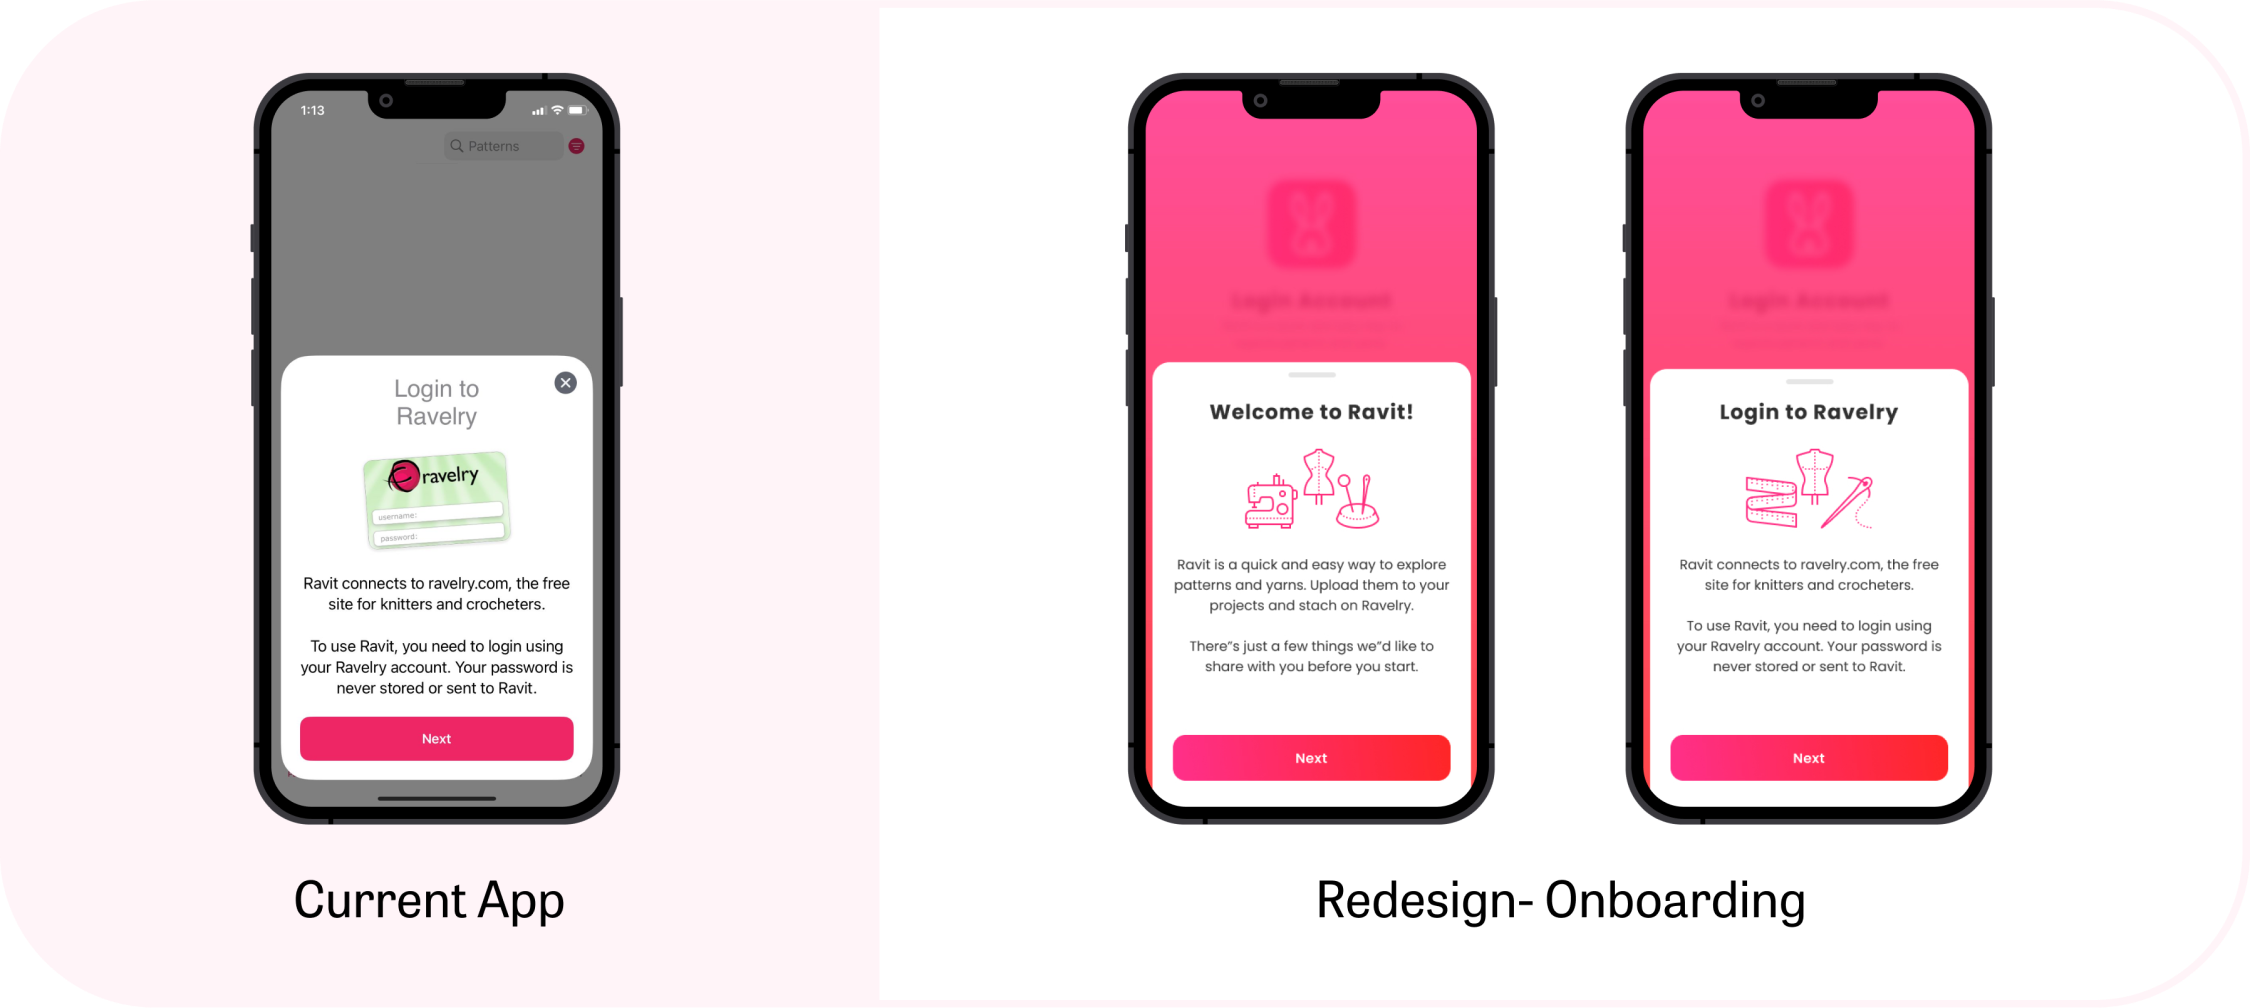 1:13
Patterns
Login to
Ravelry
ravelry
username:
password:
Ravit connects to ravelry.com, the free
site for knitters and crocheters.
To use Ravit, you need to login using
your Ravelry account. Your password is
never stored or sent to Ravit.
Next
Current App
Login Account
Welcome to Ravit!
Ravit is a quick and easy way to explore
patterns and yarns. Upload them to your
projects and stach on Ravelry.
There"s just a few things we"d like to
share with you before you start.
Next
Login Account
Login to Ravelry
Ravit connects to ravelry.com, the free
site for knitters and crocheters.
To use Ravit, you need to login using
your Ravelry account. Your password is
never stored or sent to Ravit.
Next
Redesign- Onboarding